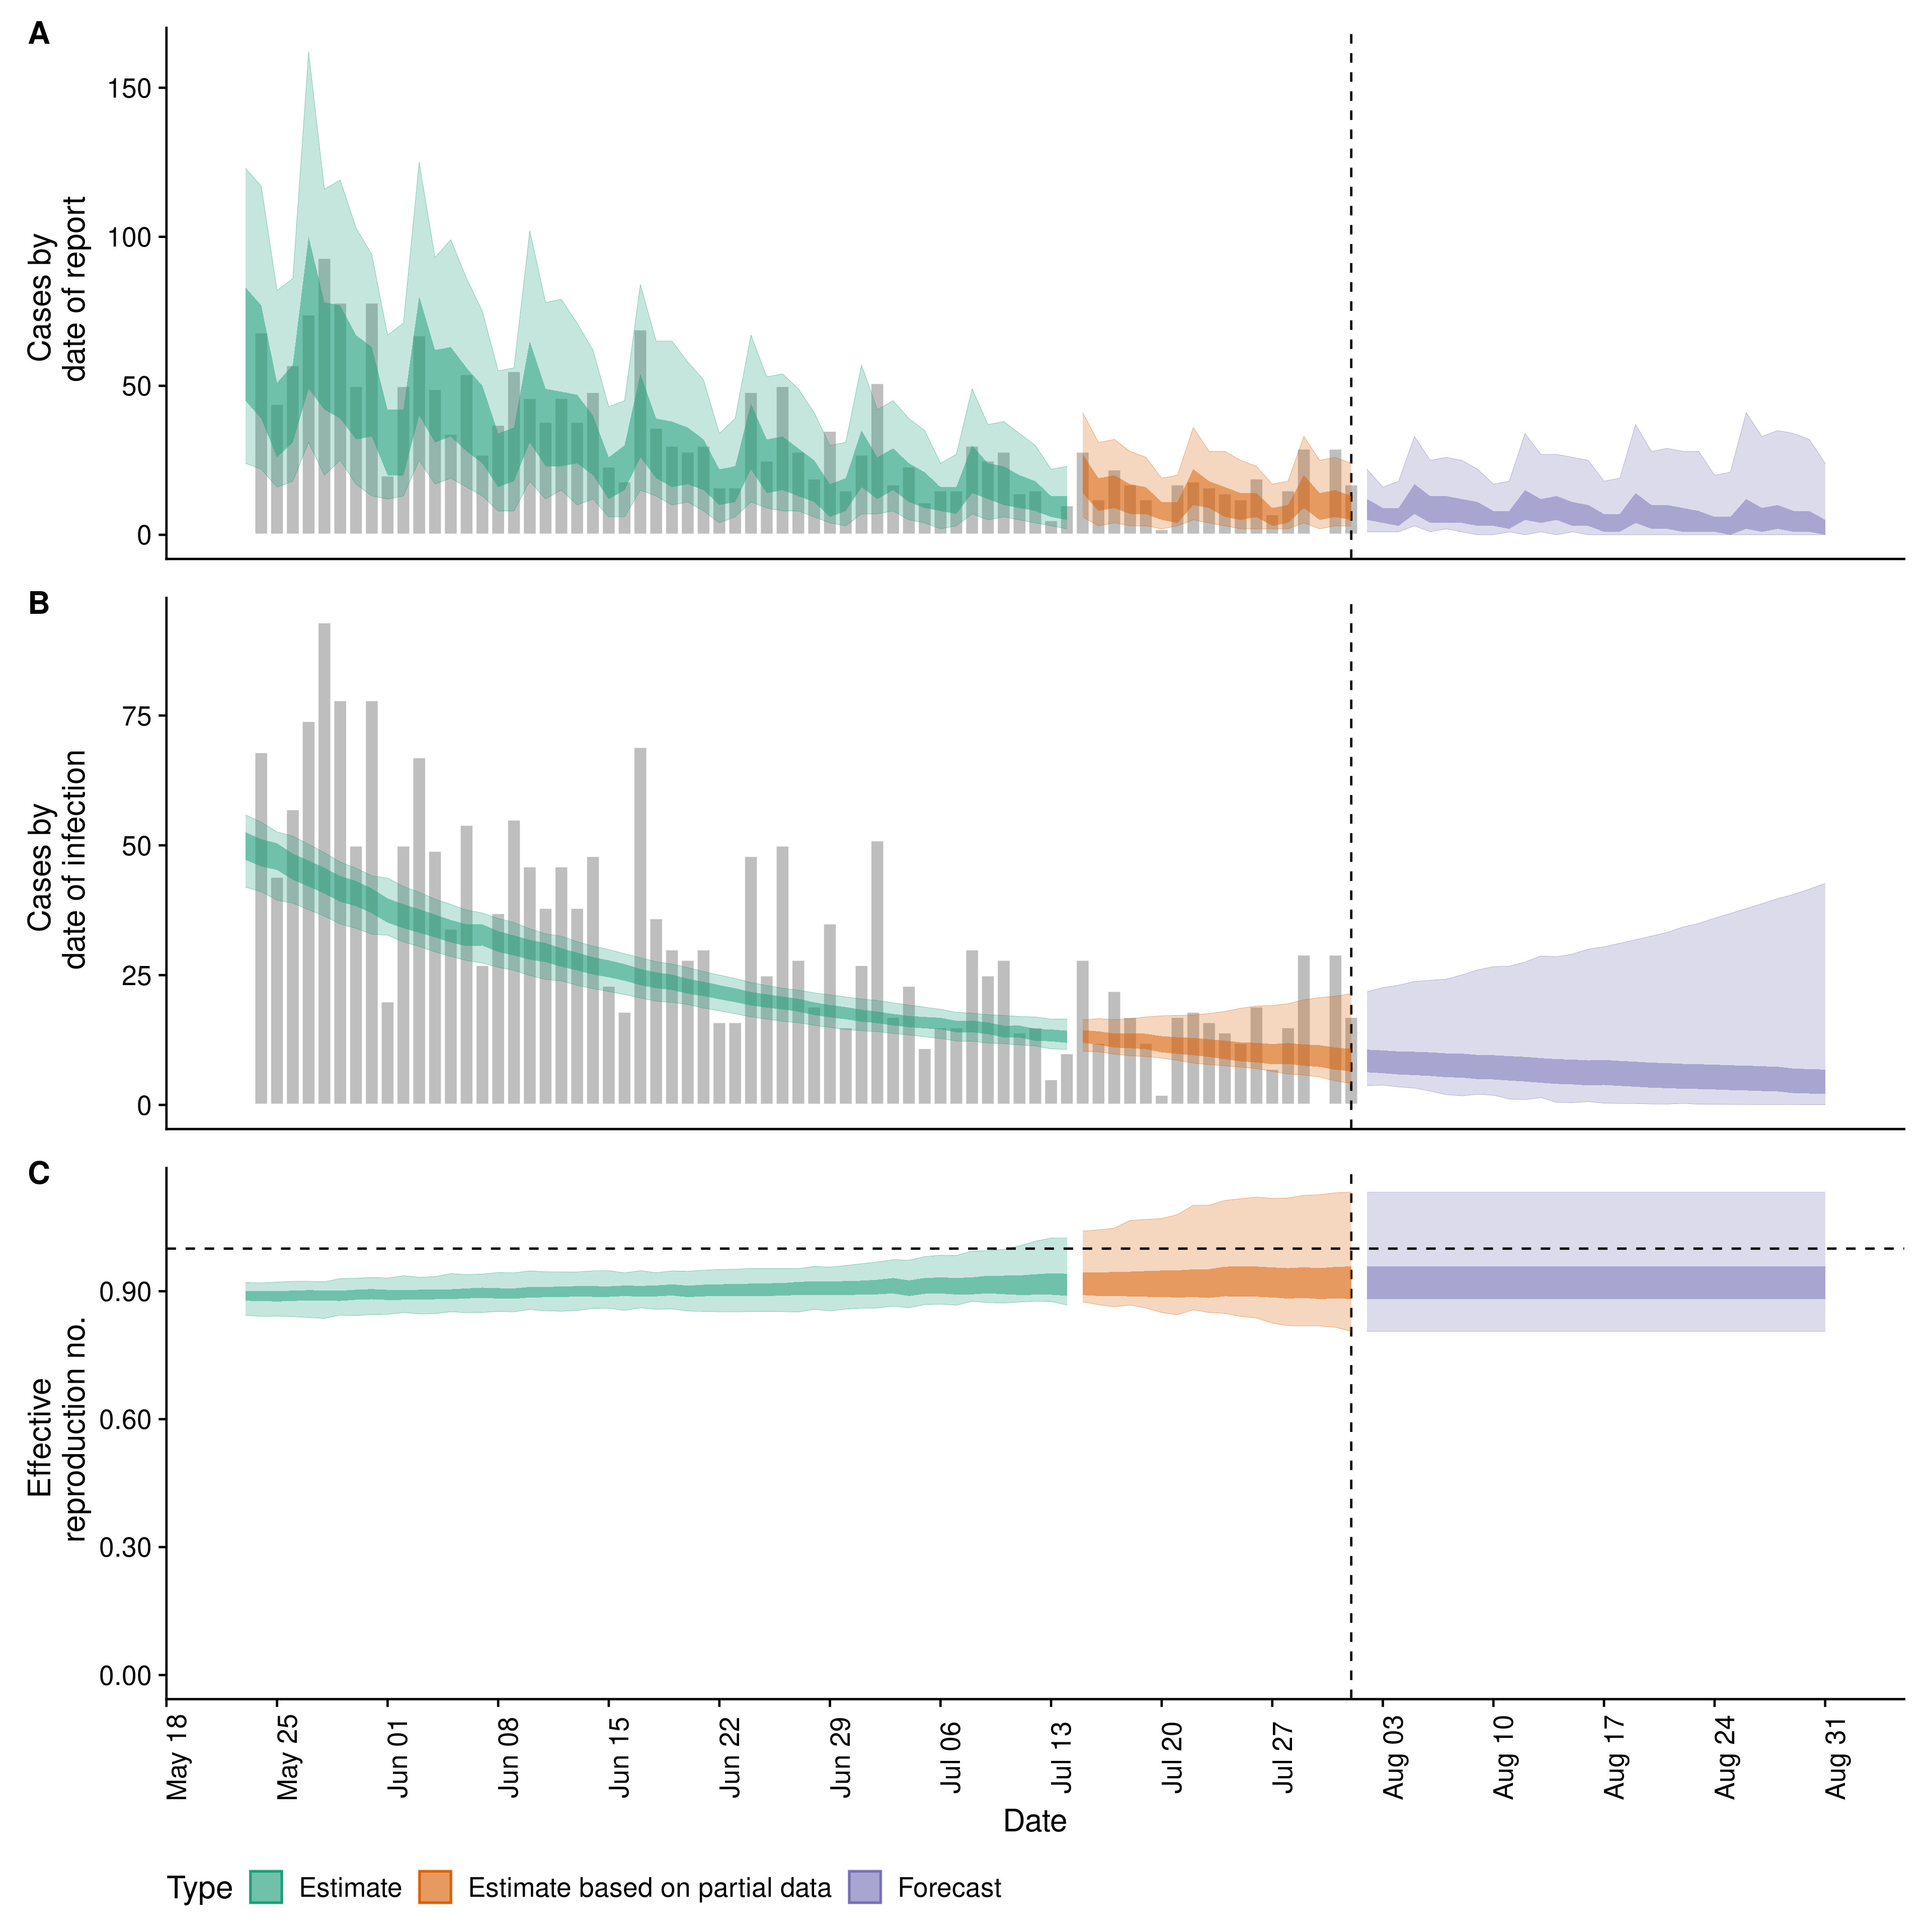 A
150
100
50
0
Cases by
date of report
B
75
50
25
0
Cases by
date of infection
C
0.90
0.60
0.30
0.00
Effective
reproduction no.
May 18
May 25
Jun 01
Jun 08
Jun 15
Jun 22
Jun 29
Jul 06
Jul 13
Jul 20
Jul 27
Aug 03
Aug 10
Aug 17
Aug 24
Aug 31
Date
Type Estimate Estimate based on partial data Forecast